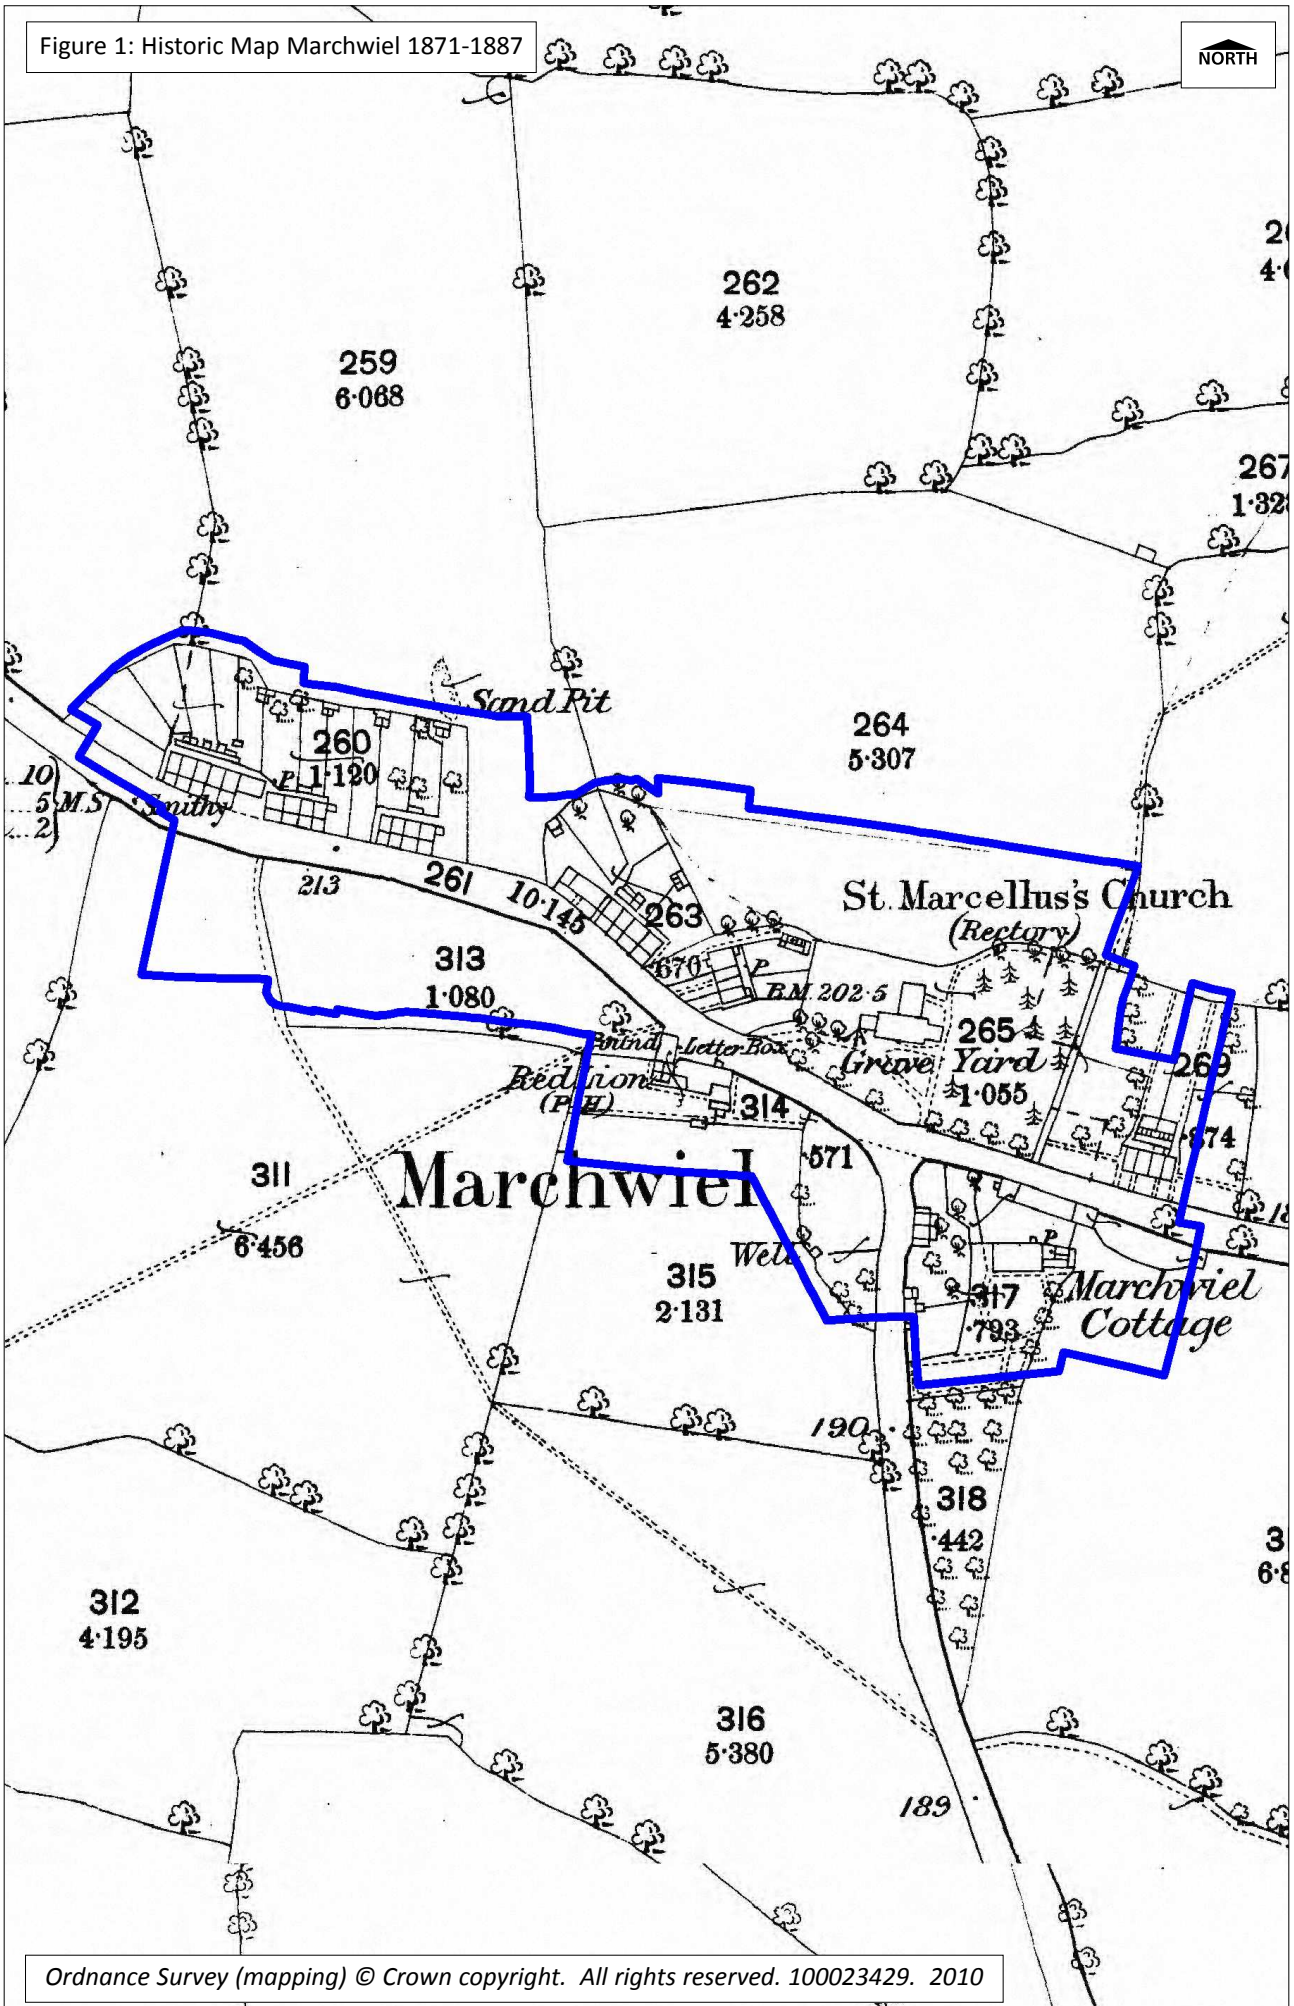 Figure 1: Historic Map Marchwiel 1871-1887
NORTH
262
4·258
259
6·068
267
Sand Pit
264
5·307
260
1·120
P
10
5 M.S
2
Smithy
213
261
10·145
263
·670
P
B.M. 202·5
St. Marcellus's Church
(Rectory)
313
1·080
265
Grave Yard
1·055
269
·874
Pound
Letter Box
Red Lion
(P.H)
314
·571
311
6·456
Marchwiel
Well
315
2·131
P
317
·793
Marchwiel
Cottage
190
318
·442
312
4·195
316
5·380
189
Ordnance Survey (mapping) © Crown copyright. All rights reserved. 100023429. 2010